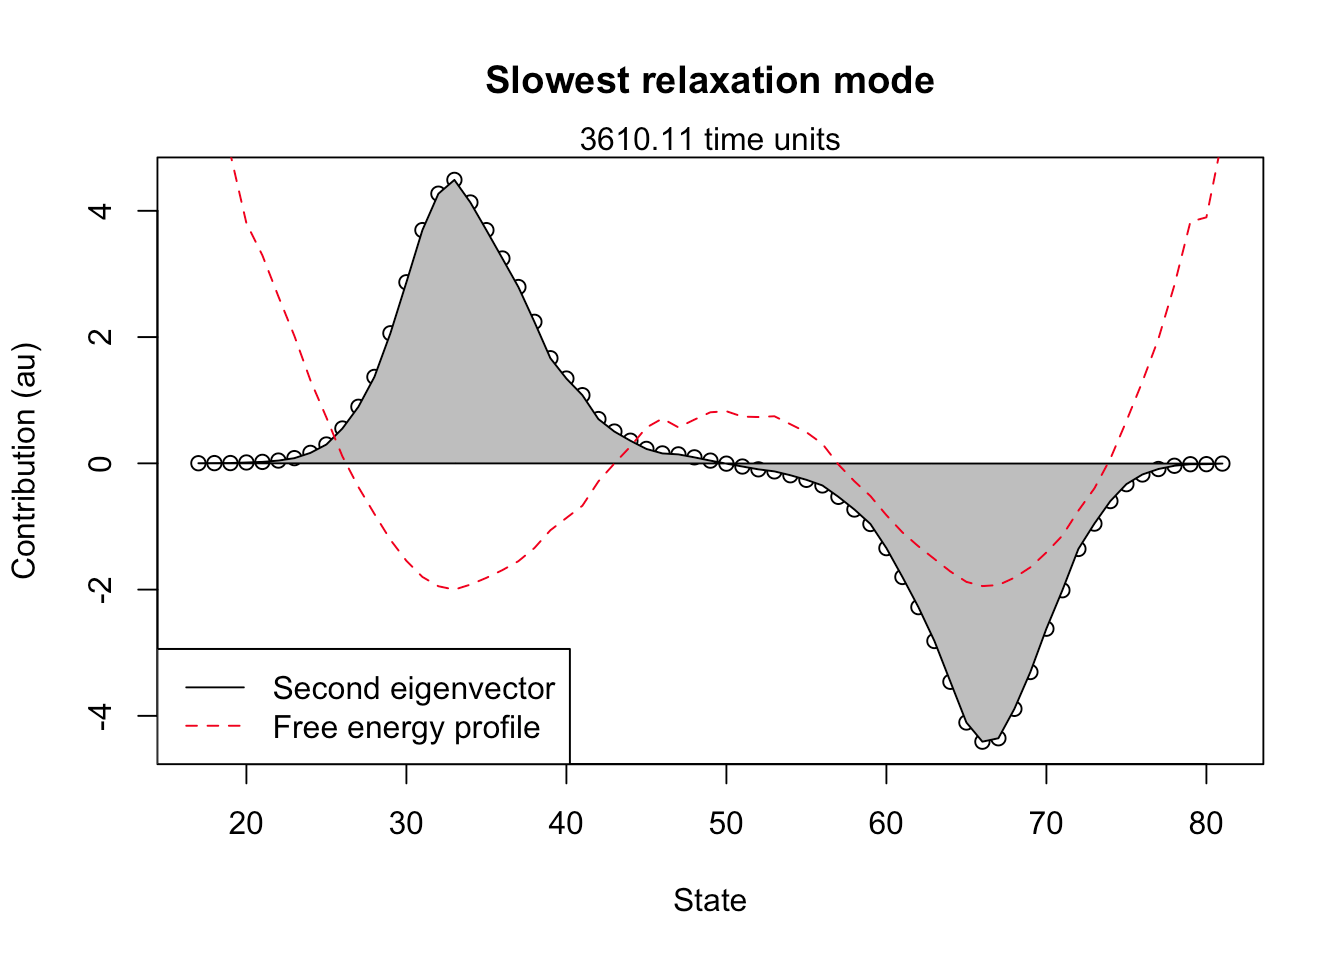 Slowest relaxation mode
3610.11 time units
Contribution (au)
4
2
0
-2
-4
Second eigenvector
Free energy profile
20 30 40 50 60 70 80
State